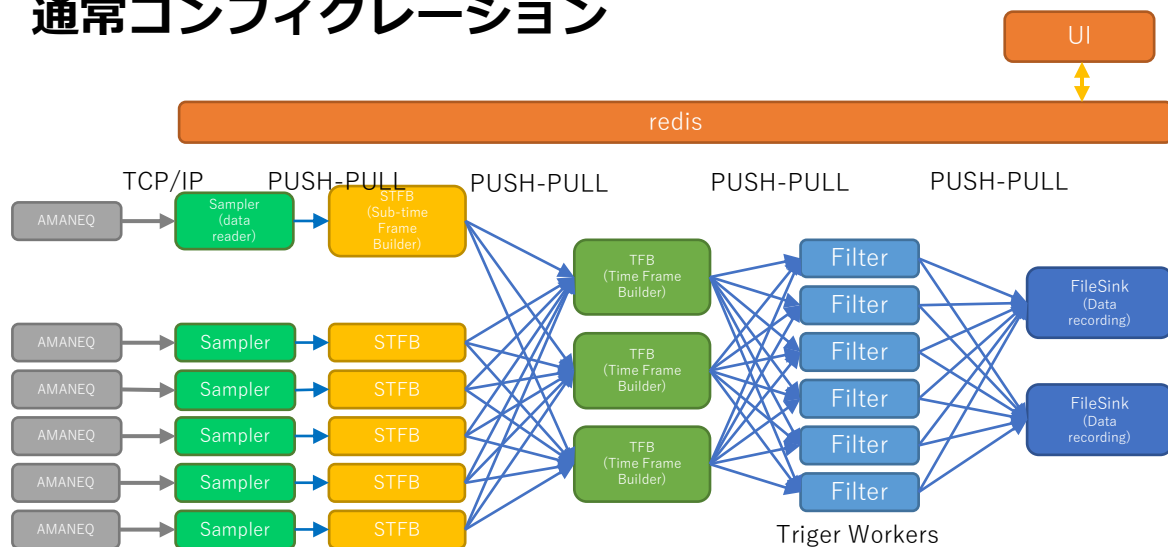 通常コンフィグレーション
UI
redis
TCP/IP
PUSH-PULL
PUSH-PULL
PUSH-PULL
PUSH-PULL
AMANEQ
Sampler
(data
reader)
STFB
(Sub-time
Frame
Builder)
TFB
(Time Frame
Builder)
Filter
Filter
FileSink
(Data
recording)
AMANEQ
Sampler
STFB
TFB
(Time Frame
Builder)
Filter
AMANEQ
Sampler
STFB
Filter
FileSink
(Data
recording)
AMANEQ
Sampler
STFB
TFB
(Time Frame
Builder)
Filter
AMANEQ
Sampler
STFB
Filter
AMANEQ
Sampler
STFB
Triger Workers